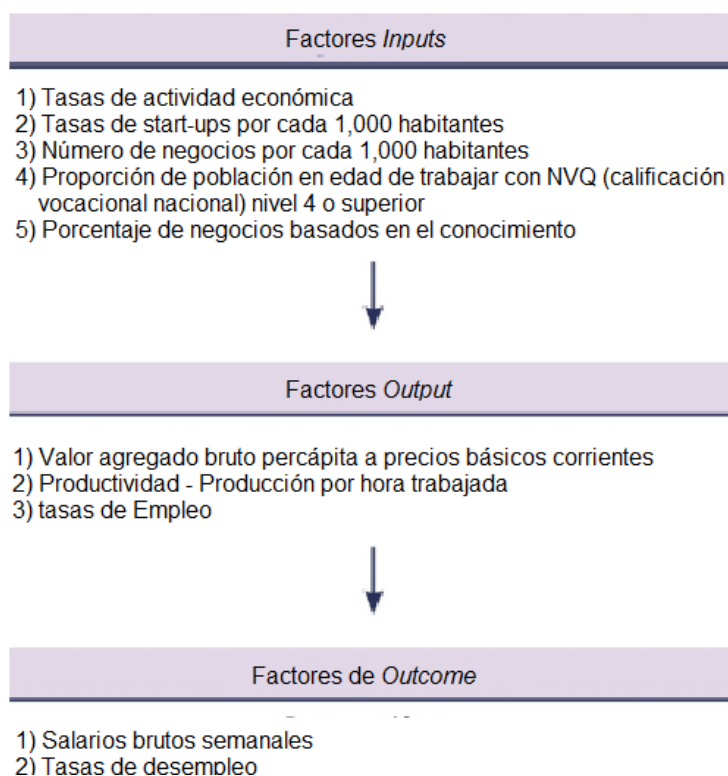 Factores Inputs
1) Tasas de actividad económica
2) Tasas de start-ups por cada 1,000 habitantes
3) Número de negocios por cada 1,000 habitantes
4) Proporción de población en edad de trabajar con NVQ (calificación
vocacional nacional) nivel 4 o superior
5) Porcentaje de negocios basados en el conocimiento
Factores Output
1) Valor agregado bruto percápita a precios básicos corrientes
2) Productividad - Producción por hora trabajada
3) tasas de Empleo
Factores de Outcome
1) Salarios brutos semanales
2) Tasas de desempleo